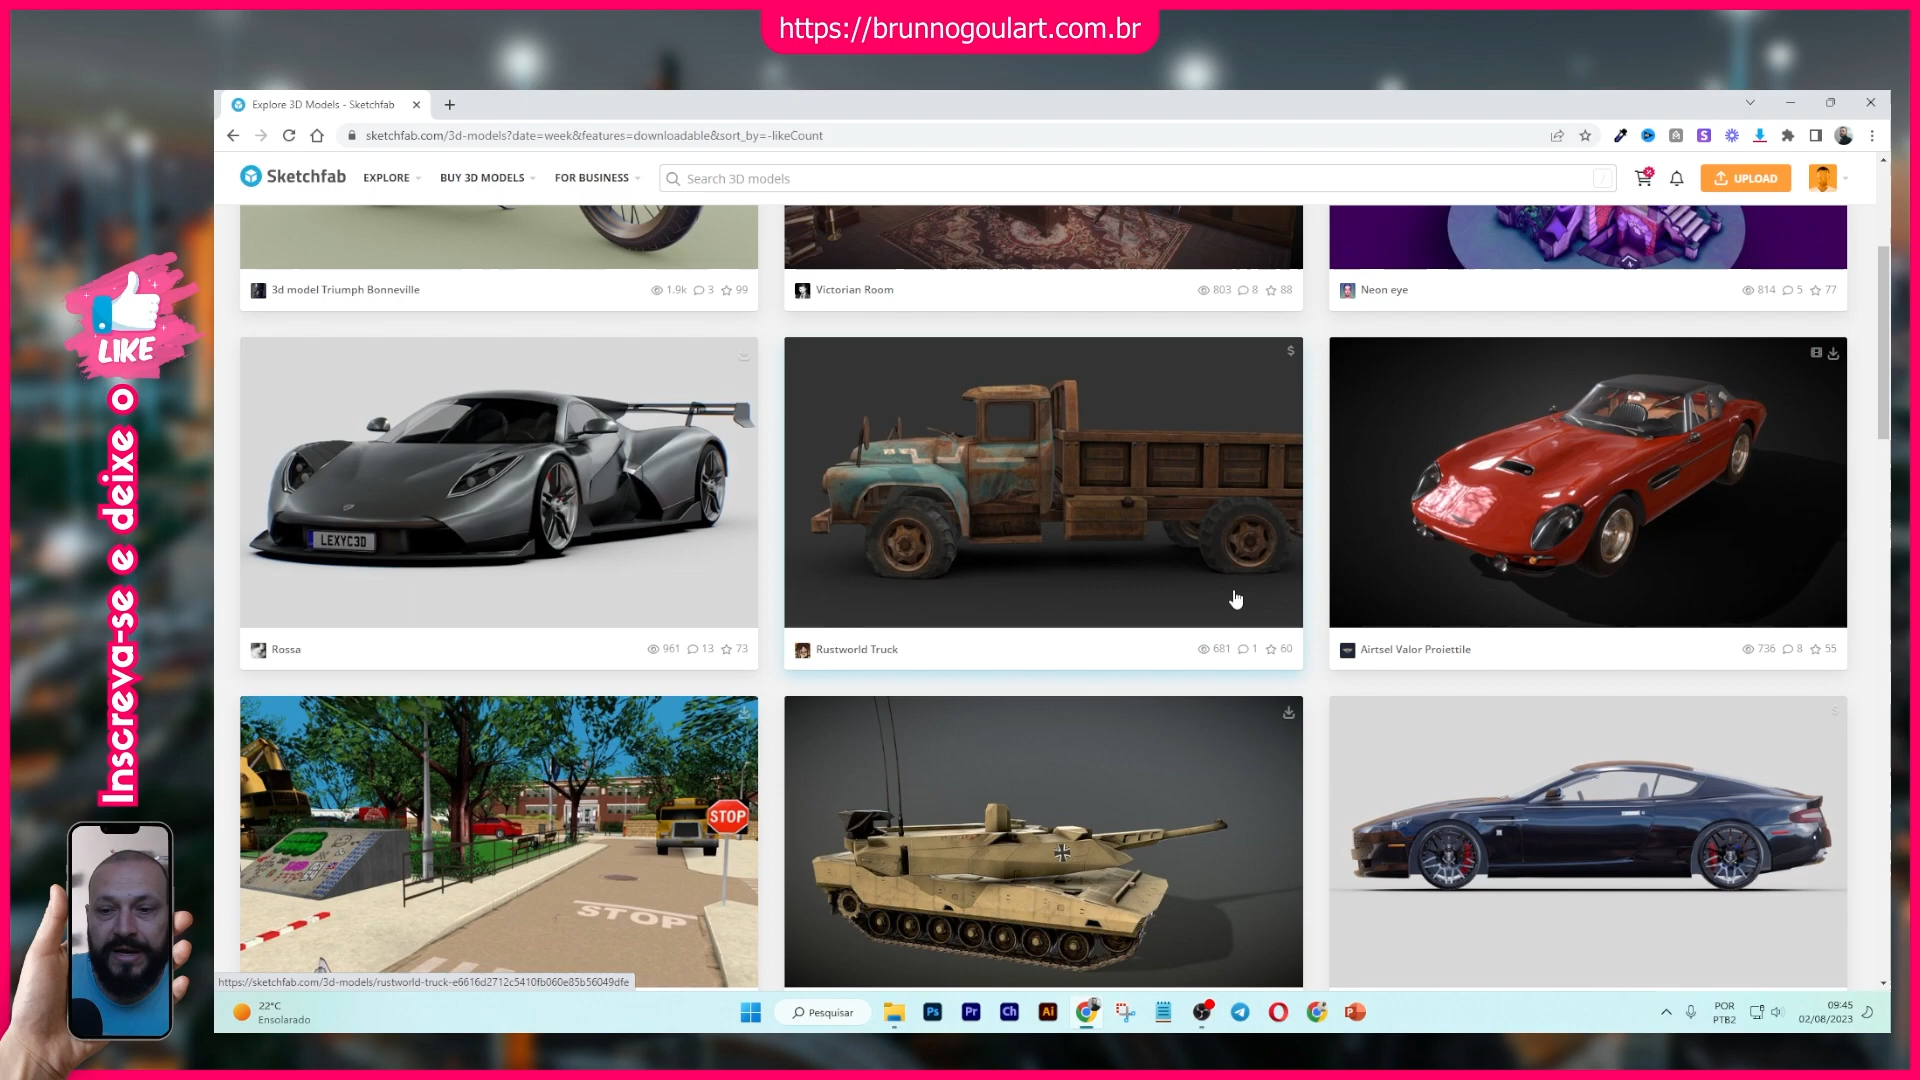 https://brunnogoulart.com.br
Explore 3D Models - Sketchfab
sketchfab.com/3d-models?date=week&features=downloadable&sort_by=-likeCount
Sketchfab
EXPLORE
BUY 3D MODELS
FOR BUSINESS
Search 3D models
/
UPLOAD
3d model Triumph Bonneville
1.9k
3
99
Victorian Room
803
8
88
Neon eye
814
5
77
LIKE
Inscreva-se e deixe o
$
LEXYC3D
Rossa
961
13
73
Rustworld Truck
681
1
60
Airtsel Valor Proiettile
736
8
55
$
STOP
STOP
https://sketchfab.com/3d-models/rustworld-truck-e6616d2712c5410fb060e85b56049dfe
22°C
Ensolarado
Pesquisar
Ps
Pr
Ch
Ai
POR
PTB2
09:45
02/08/2023